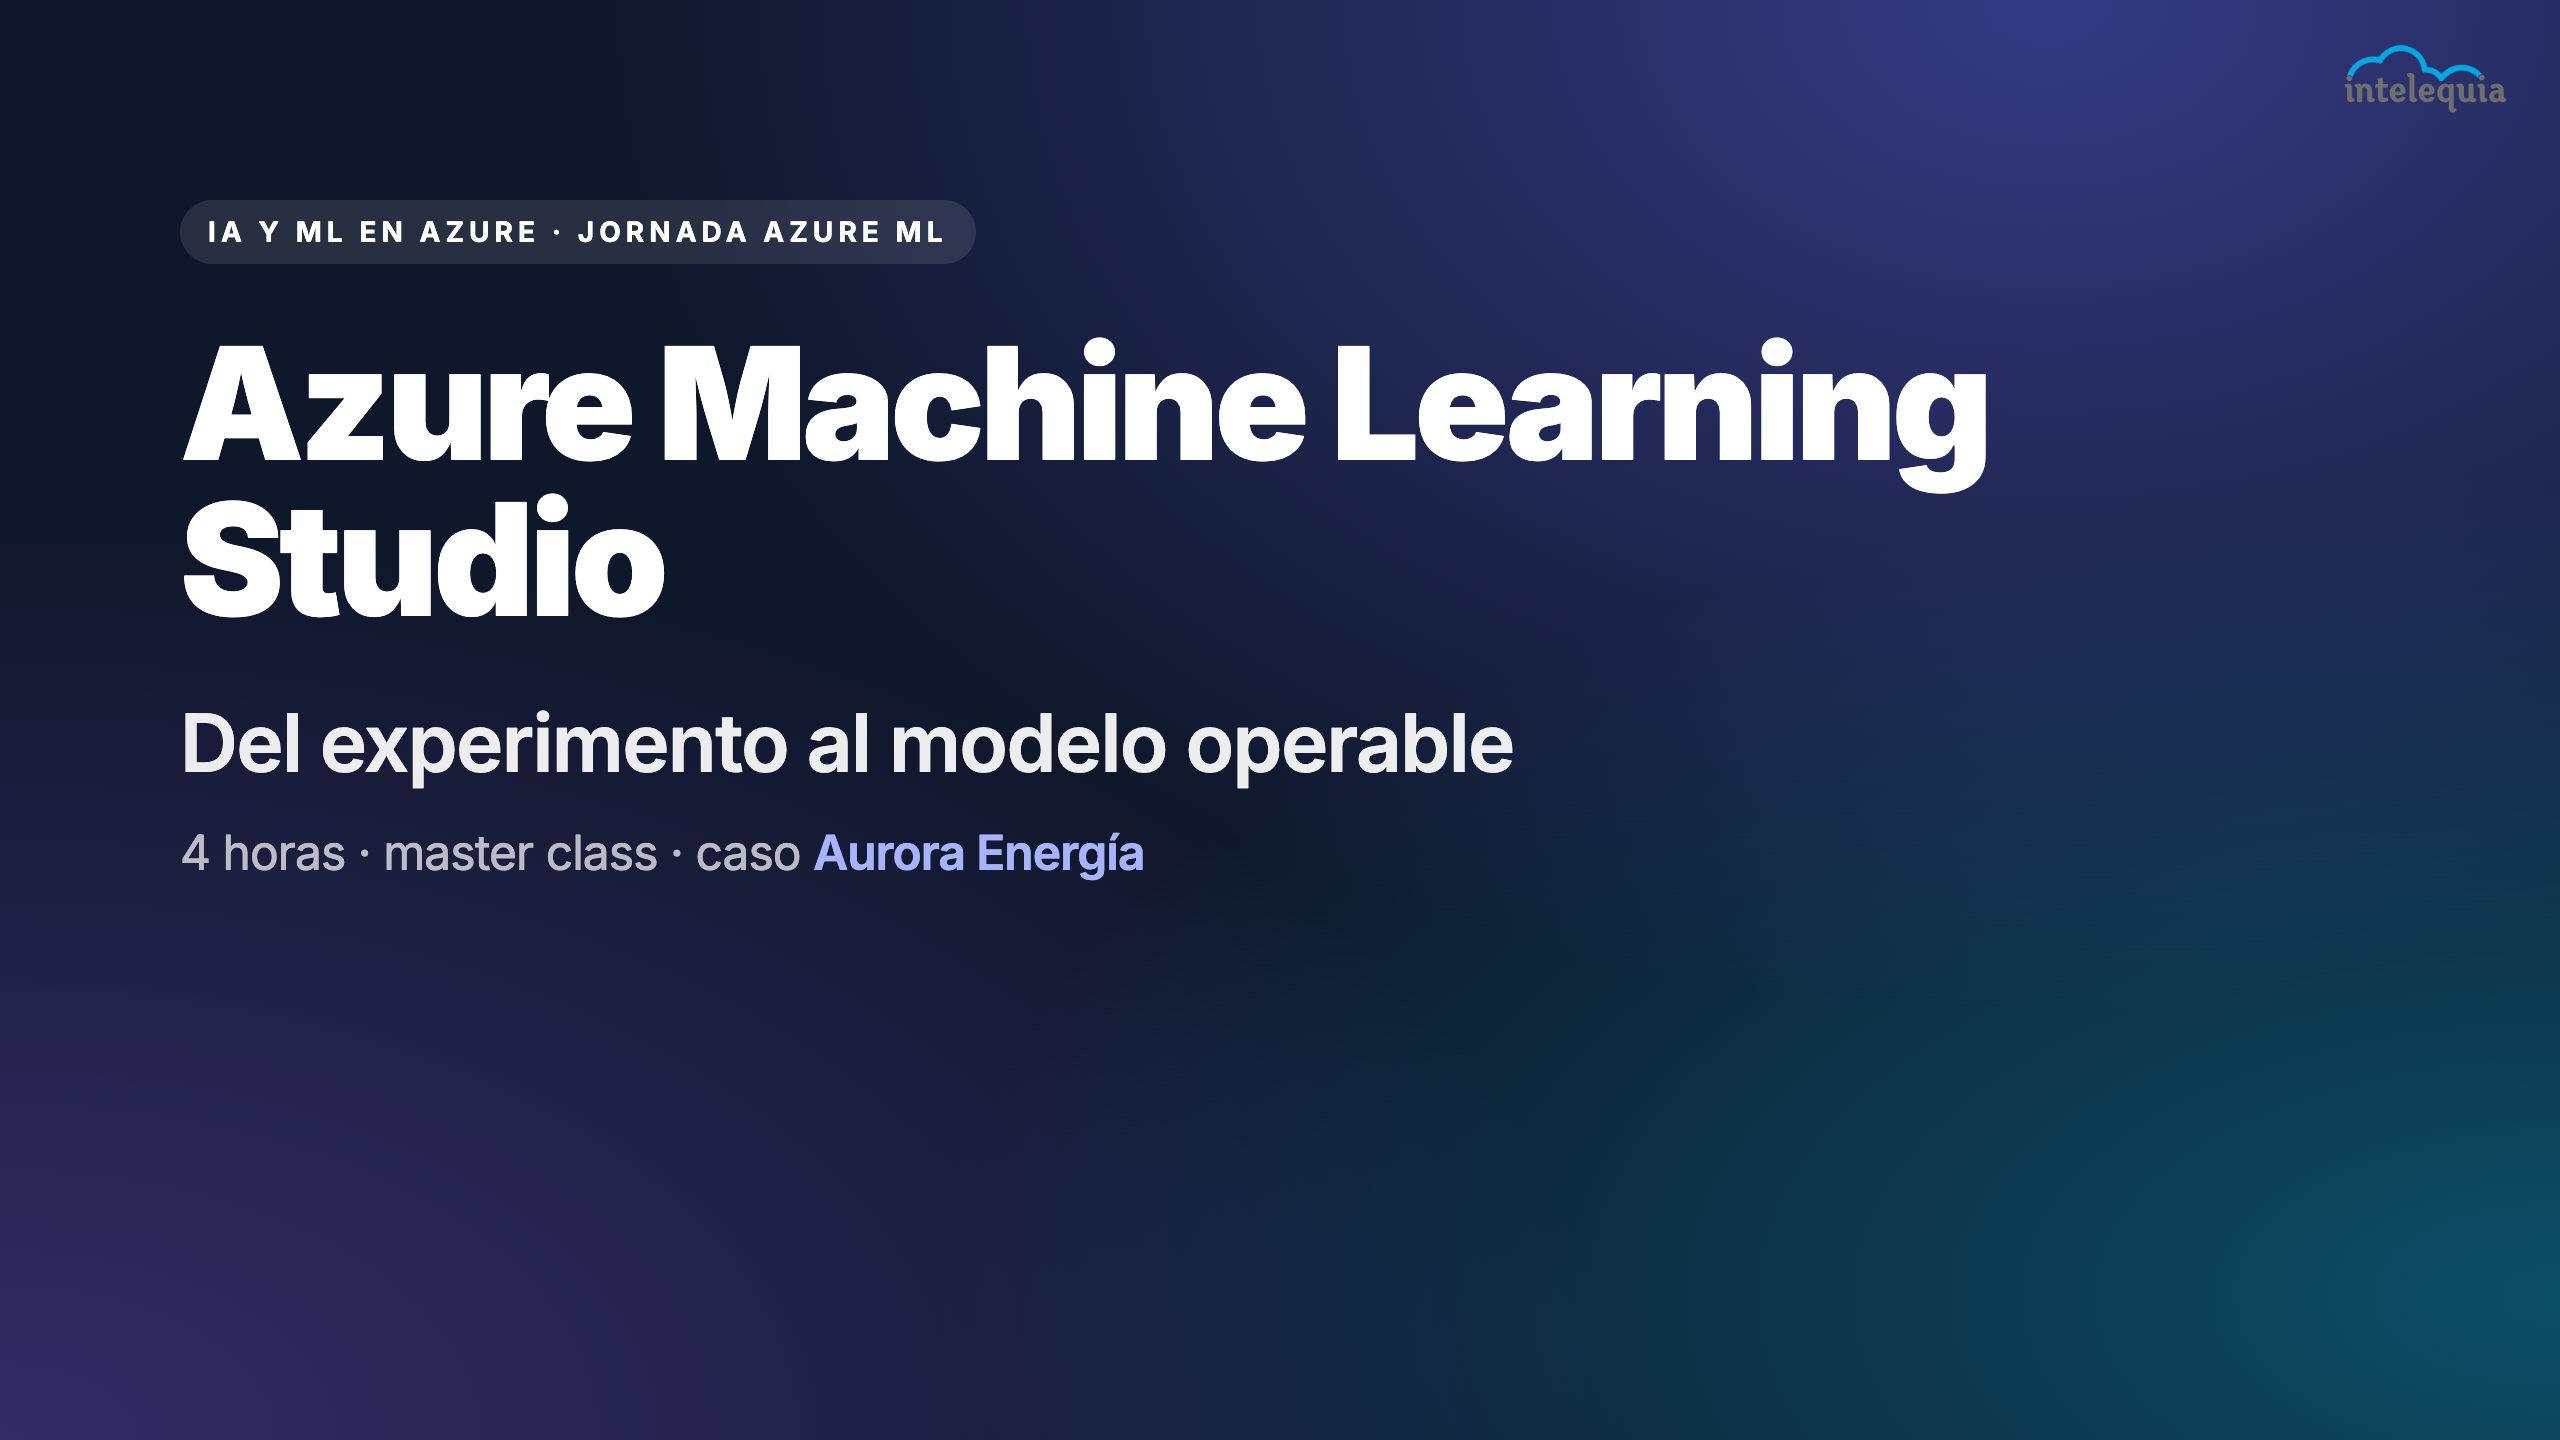 intelequia
IA Y ML EN AZURE · JORNADA AZURE ML
Azure Machine Learning
Studio
Del experimento al modelo operable
4 horas · master class · caso Aurora Energía